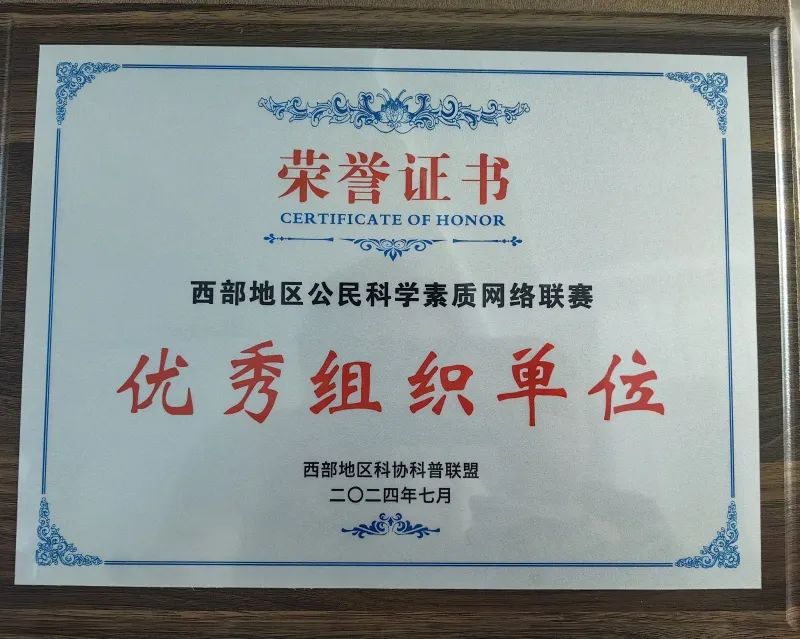 荣誉证书
CERTIFICATE OF HONOR
西部地区公民科学素质网络联赛
优秀组织单位
西部地区科协科普联盟
二〇二四年七月